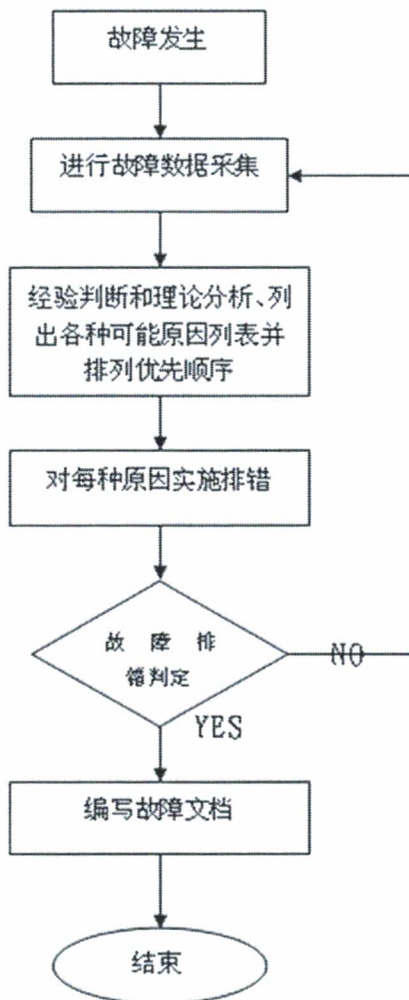 故障发生
进行故障数据采集
经验判断和理论分析、列
出各种可能原因列表并
排列优先顺序
对每种原因实施排错
故 障 排
错判定
NO
YES
编写故障文档
结束